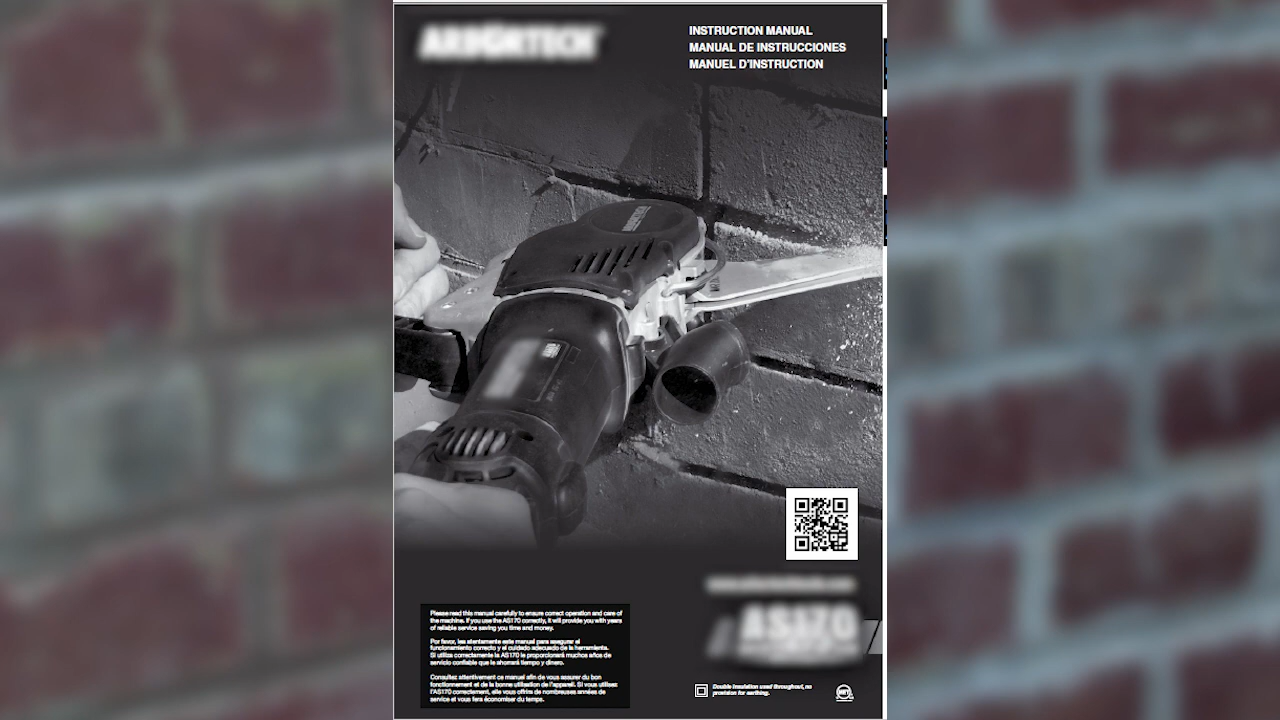 ARBORTECH
INSTRUCTION MANUAL
MANUAL DE INSTRUCCIONES
MANUEL D'INSTRUCTION
AS170
Please read this manual carefully to ensure correct operation and care of
the machine. If you use the AS170 correctly, it will provide you with years
of reliable service saving you time and money.
Por favor, lea atentamente este manual para asegurar el
funcionamiento correcto y el cuidado adecuado de la herramienta.
Si utiliza correctamente la AS170 le proporcionará muchos años de
servicio confiable que le ahorrará tiempo y dinero.
Consultez attentivement ce manuel afin de vous assurer du bon
fonctionnement et de la bonne utilisation de l'appareil. Si vous utilisez
l'AS170 correctement, elle vous offrira de nombreuses années de
service et vous fera économiser du temps.
Double insulation used throughout, no
provision for earthing.